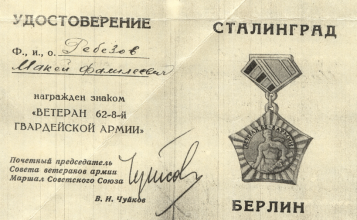 УДОСТОВЕРЕНИЕ
Ф., и., о. Ребезов
Макей
награжден знаком
«ВЕТЕРАН 62-8-й
ГВАРДЕЙСКОЙ АРМИИ»
Почетный председатель
Совета ветеранов армии
Маршал Советского Союза
В. И. Чуйков
СТАЛИНГРАД
БЕРЛИН